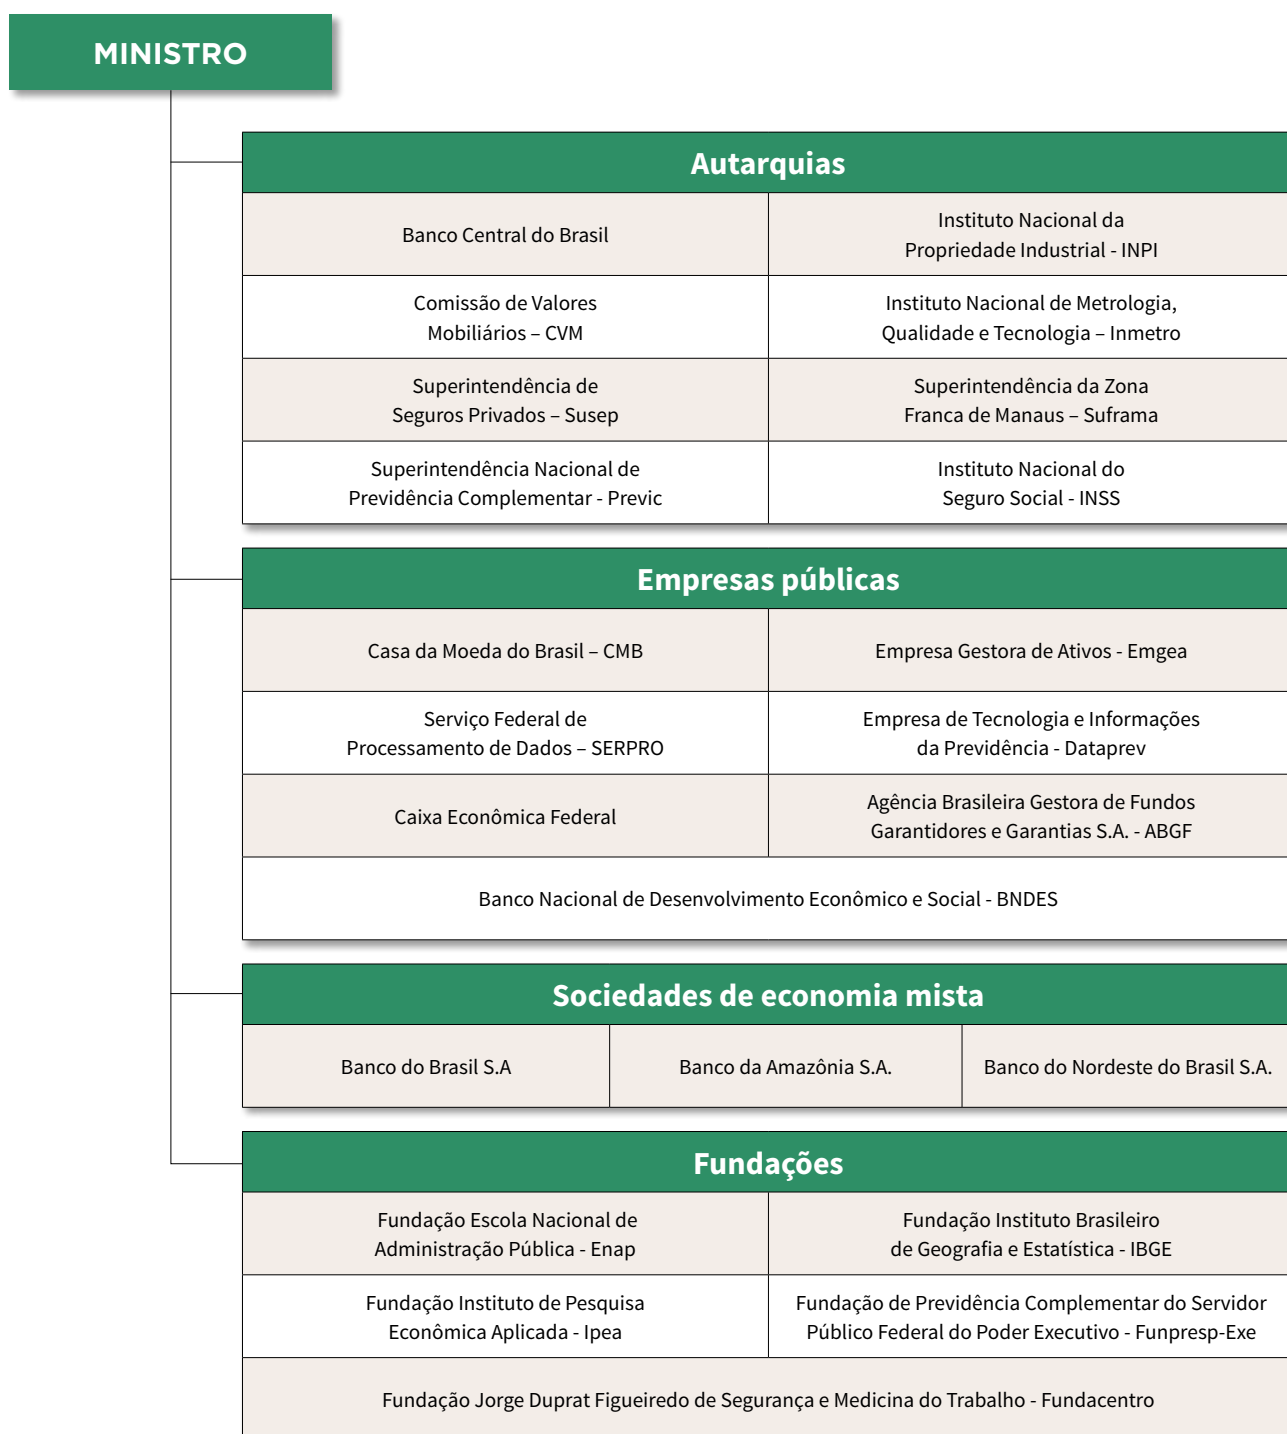 MINISTRO
Autarquias
Banco Central do Brasil
Instituto Nacional da
Propriedade Industrial - INPI
Comissão de Valores
Mobiliários – CVM
Instituto Nacional de Metrologia,
Qualidade e Tecnologia – Inmetro
Superintendência de
Seguros Privados – Susep
Superintendência da Zona
Franca de Manaus – Suframa
Superintendência Nacional de
Previdência Complementar - Previc
Instituto Nacional do
Seguro Social - INSS
Empresas públicas
Casa da Moeda do Brasil – CMB
Empresa Gestora de Ativos - Emgea
Serviço Federal de
Processamento de Dados – SERPRO
Empresa de Tecnologia e Informações
da Previdência - Dataprev
Caixa Econômica Federal
Agência Brasileira Gestora de Fundos
Garantidores e Garantias S.A. - ABGF
Banco Nacional de Desenvolvimento Econômico e Social - BNDES
Sociedades de economia mista
Banco do Brasil S.A
Banco da Amazônia S.A.
Banco do Nordeste do Brasil S.A.
Fundações
Fundação Escola Nacional de
Administração Pública - Enap
Fundação Instituto Brasileiro
de Geografia e Estatística - IBGE
Fundação Instituto de Pesquisa
Econômica Aplicada - Ipea
Fundação de Previdência Complementar do Servidor
Público Federal do Poder Executivo - Funpresp-Exe
Fundação Jorge Duprat Figueiredo de Segurança e Medicina do Trabalho - Fundacentro